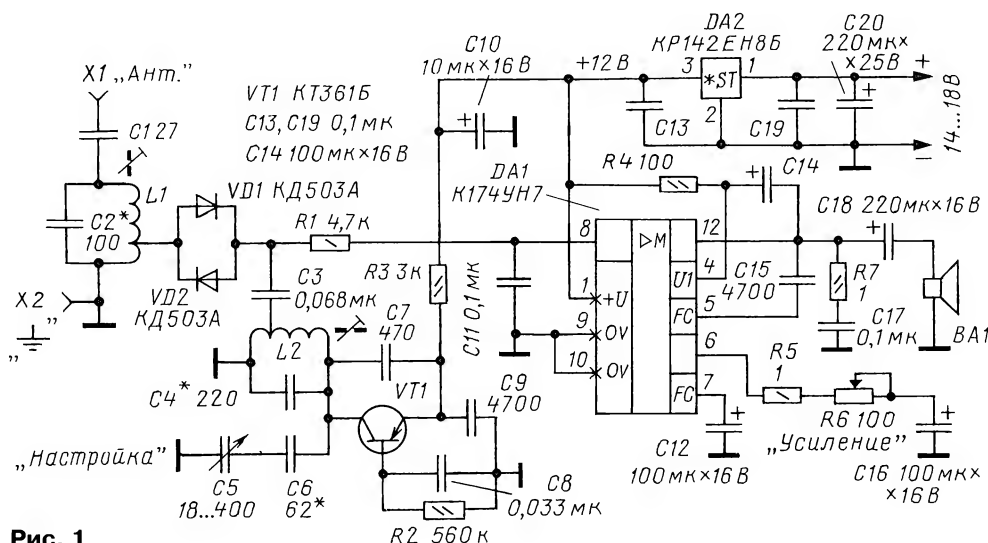 X1 „Ант."
C1 27
C2*
100
L1
X2
VT1 КТ361Б
C13, C19 0,1 мк
C14 100 мк×16 В
VD1 КД503А
VD2
КД503А
R1 4,7 к
C3
0,068 мк
L2
C4* 220
„Настройка"
C5
18...400
C6
62*
C7
470
R3 3 к
VT1
C9
4700
C8
0,033 мк
R2 560 к
C10
10 мк×16 В
+12 В
C11 0,1 мк
DA1
К174УН7
8
1
+U
9
0V
10
0V
▷M
12
U1
4
FC
5
6
FC
7
R4 100
C14
C15
4700
C12
100 мк×16 В
DA2
КР142ЕН8Б
3
*ST
1
2
C13
C19
C20
220 мк×
×25 В
+
14...18 В
–
C18 220 мк×16 В
R7
1
C17
0,1 мк
BA1
R5
1
R6 100
„Усиление"
C16 100 мк×
×16 В
Рис. 1